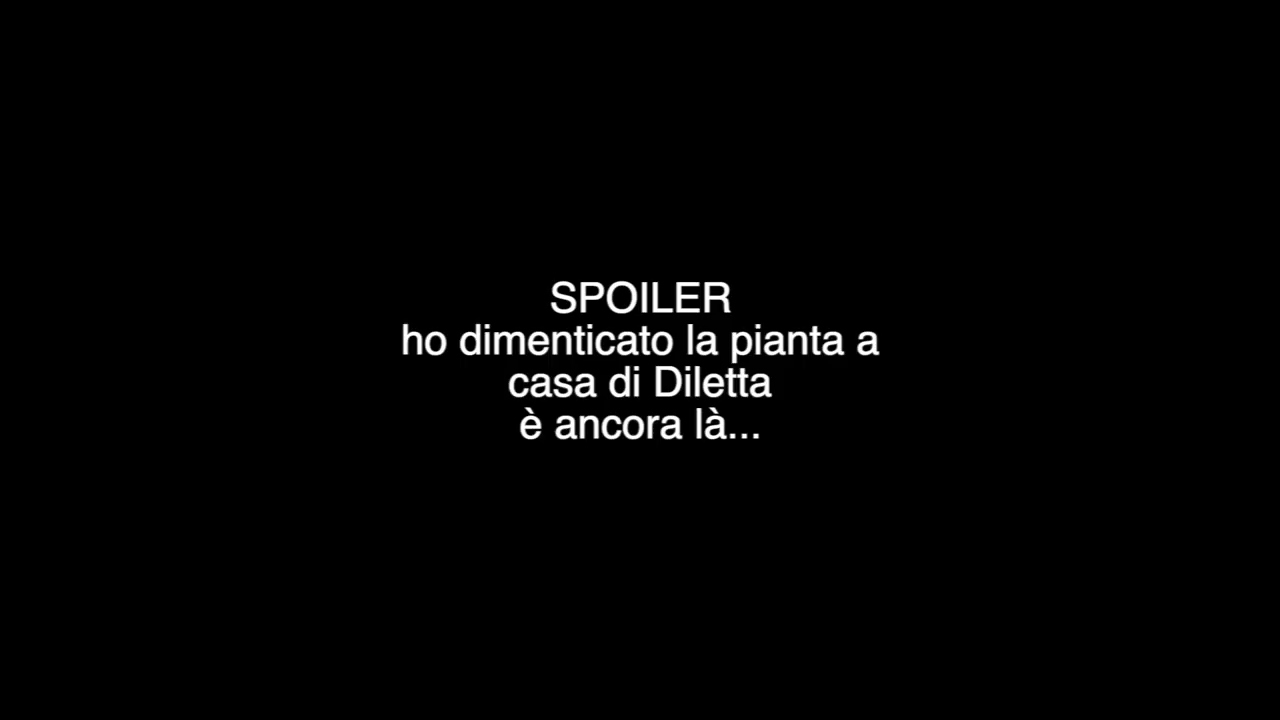 SPOILER
ho dimenticato la pianta a
casa di Diletta
è ancora là...